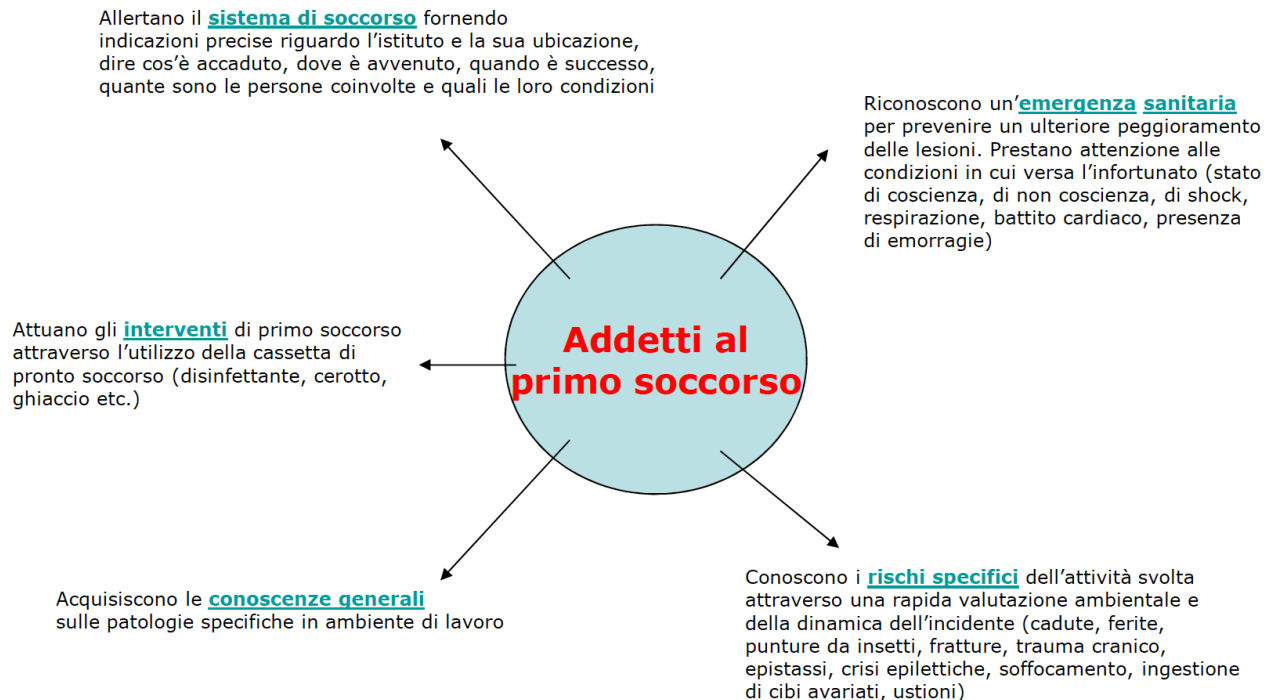 Allertano il sistema di soccorso fornendo
indicazioni precise riguardo l'istituto e la sua ubicazione,
dire cos'è accaduto, dove è avvenuto, quando è successo,
quante sono le persone coinvolte e quali le loro condizioni
Riconoscono un'emergenza sanitaria
per prevenire un ulteriore peggioramento
delle lesioni. Prestano attenzione alle
condizioni in cui versa l'infortunato (stato
di coscienza, di non coscienza, di shock,
respirazione, battito cardiaco, presenza
di emorragie)
Attuano gli interventi di primo soccorso
attraverso l'utilizzo della cassetta di
pronto soccorso (disinfettante, cerotto,
ghiaccio etc.)
Addetti al
primo soccorso
Acquisiscono le conoscenze generali
sulle patologie specifiche in ambiente di lavoro
Conoscono i rischi specifici dell'attività svolta
attraverso una rapida valutazione ambientale e
della dinamica dell'incidente (cadute, ferite,
punture da insetti, fratture, trauma cranico,
epistassi, crisi epilettiche, soffocamento, ingestione
di cibi avariati, ustioni)